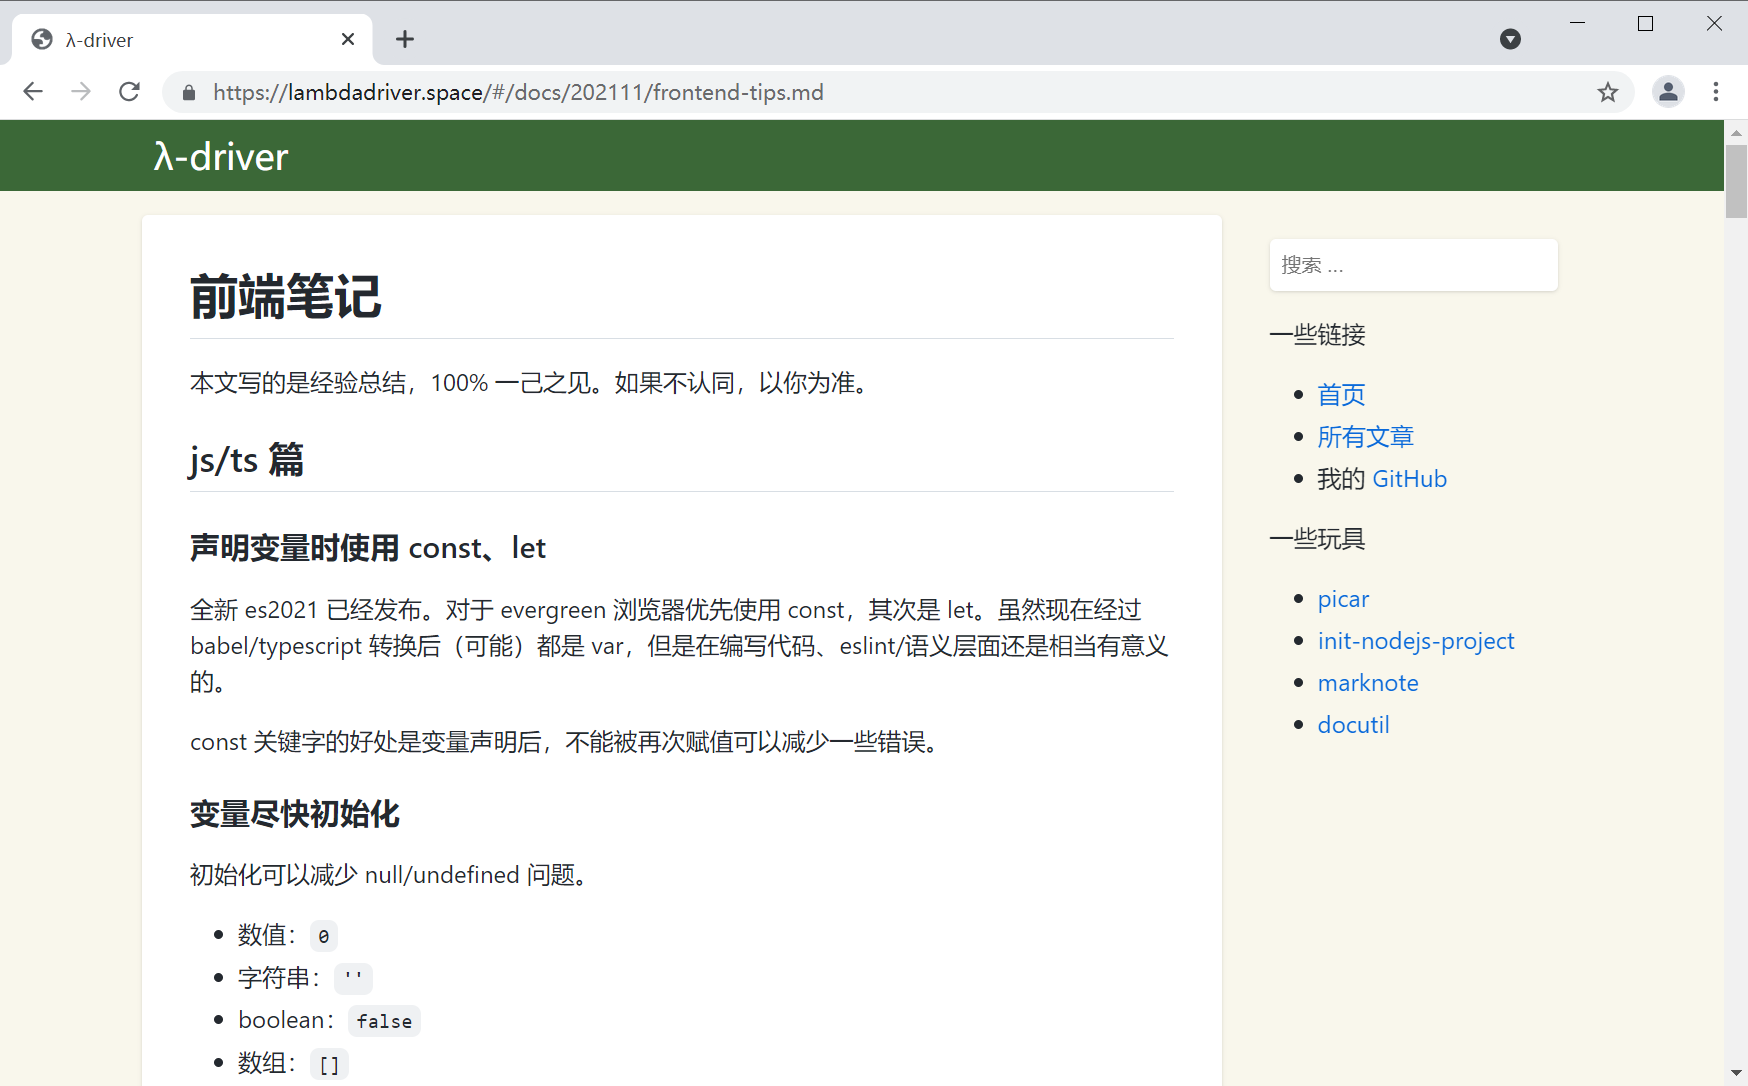 λ-driver
https://lambdadriver.space/#/docs/202111/frontend-tips.md
λ-driver
前端笔记
本文写的是经验总结，100% 一己之见。如果不认同，以你为准。
js/ts 篇
声明变量时使用 const、let
全新 es2021 已经发布。对于 evergreen 浏览器优先使用 const，其次是 let。虽然现在经过
babel/typescript 转换后（可能）都是 var，但是在编写代码、eslint/语义层面还是相当有意义
的。
const 关键字的好处是变量声明后，不能被再次赋值可以减少一些错误。
变量尽快初始化
初始化可以减少 null/undefined 问题。
数值：0
字符串：''
boolean：false
数组：[]
搜索 ...
一些链接
首页
所有文章
我的 GitHub
一些玩具
picar
init-nodejs-project
marknote
docutil